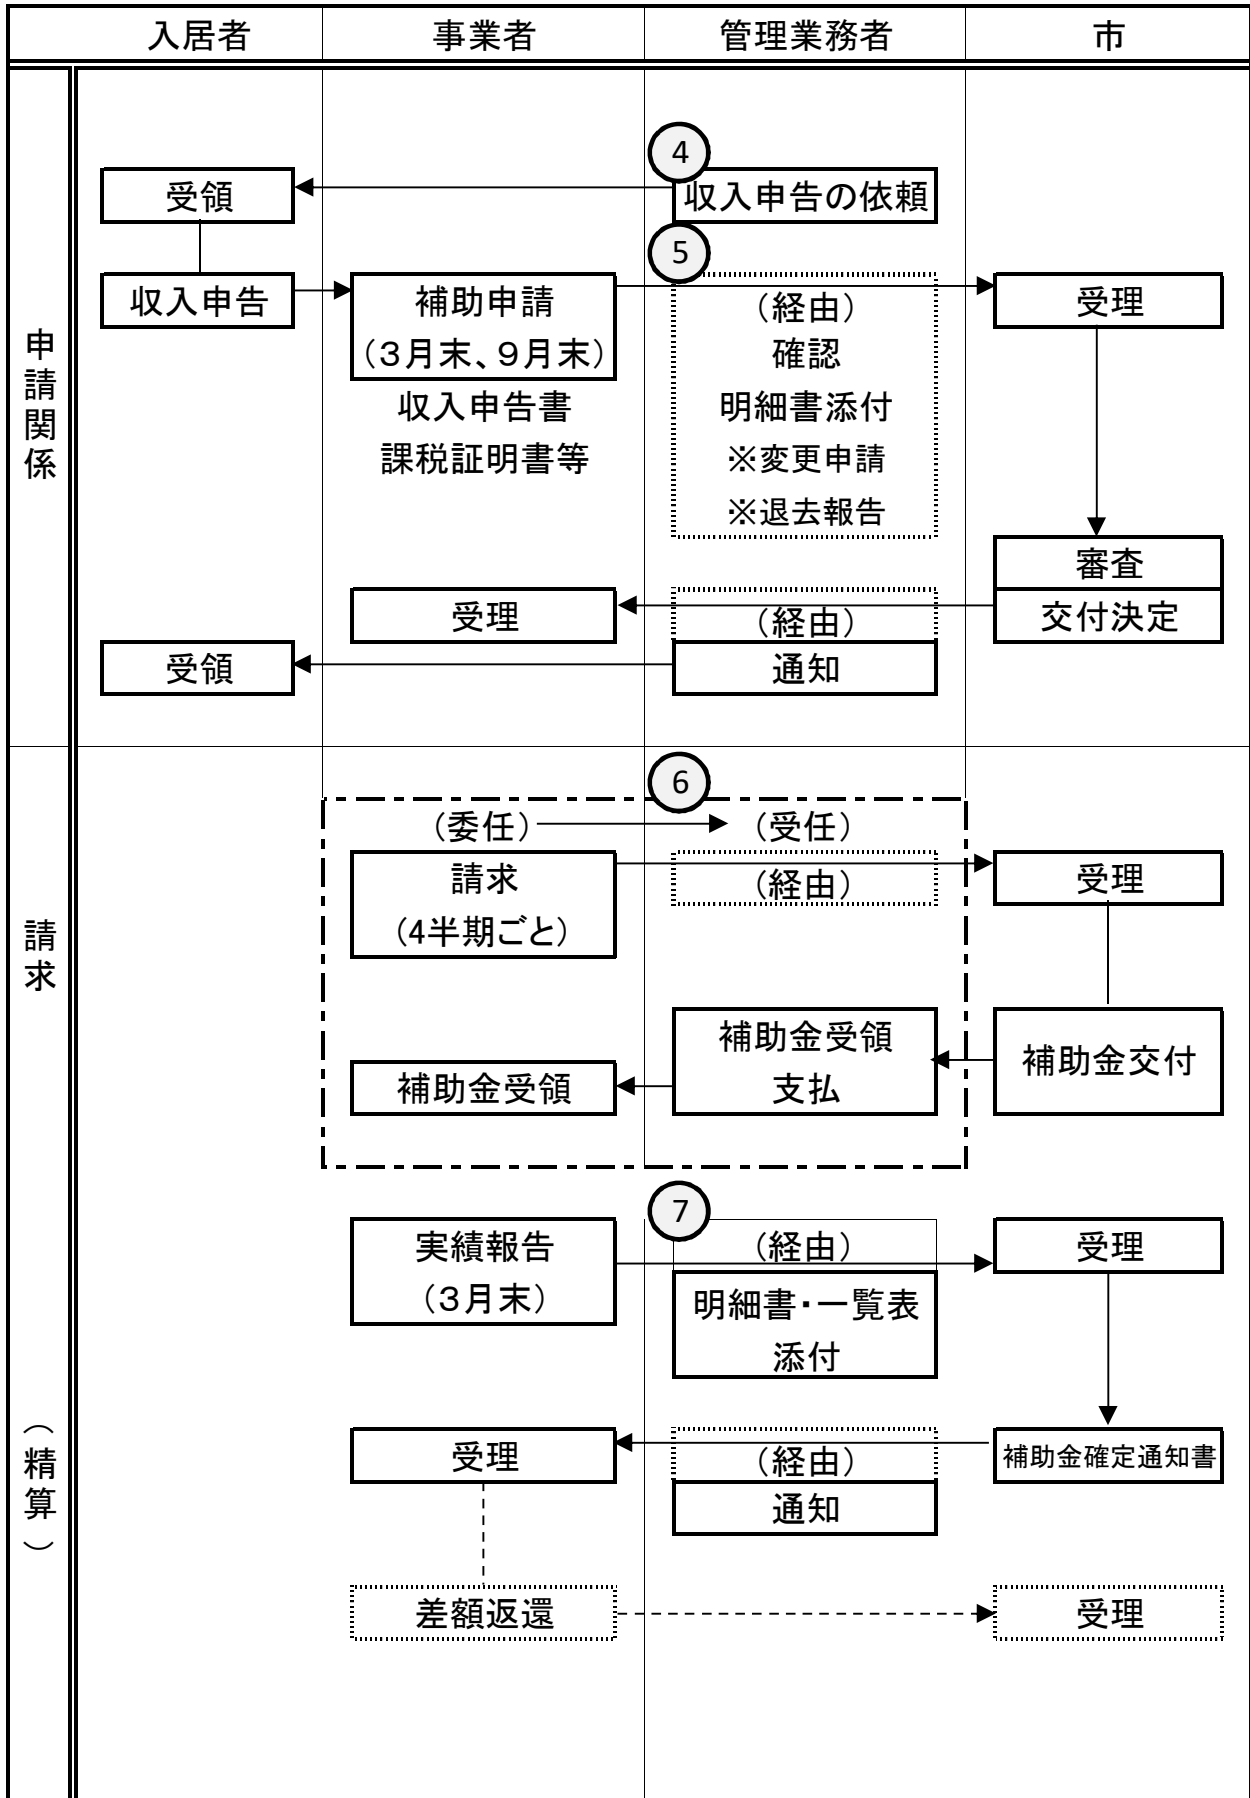 入居者
事業者
管理業務者
市
申請関係
④
受領
収入申告の依頼
⑤
収入申告
補助申請
(3月末、9月末)
収入申告書
課税証明書等
(経由)
確認
明細書添付
※変更申請
※退去報告
受理
審査
交付決定
受理
(経由)
受領
通知
請求
⑥
(委任)
(受任)
請求
(4半期ごと)
(経由)
受理
補助金受領
補助金受領
支払
補助金交付
⑦
実績報告
(3月末)
(経由)
明細書・一覧表
添付
受理
(精算)
受理
(経由)
通知
補助金確定通知書
差額返還
受理